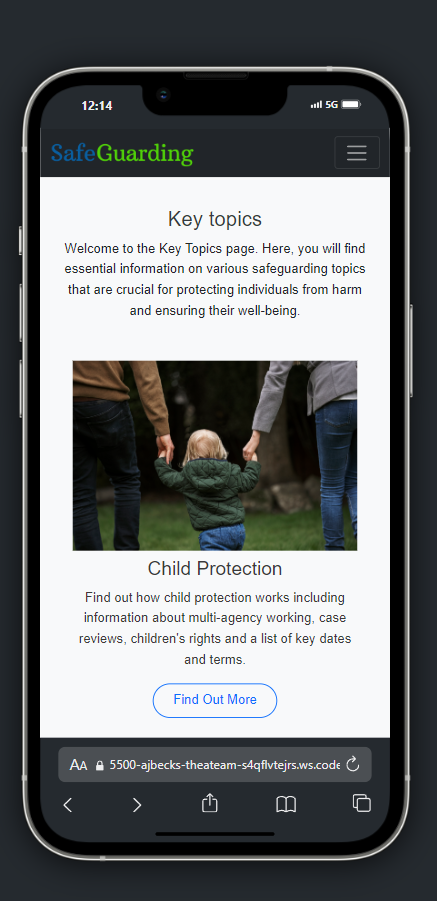 12:14
5G
SafeGuarding
Key topics
Welcome to the Key Topics page. Here, you will find
essential information on various safeguarding topics
that are crucial for protecting individuals from harm
and ensuring their well-being.
Child Protection
Find out how child protection works including
information about multi-agency working, case
reviews, children's rights and a list of key dates
and terms.
Find Out More
AA 5500-ajbecks-theateam-s4qflvtejrs.ws.code